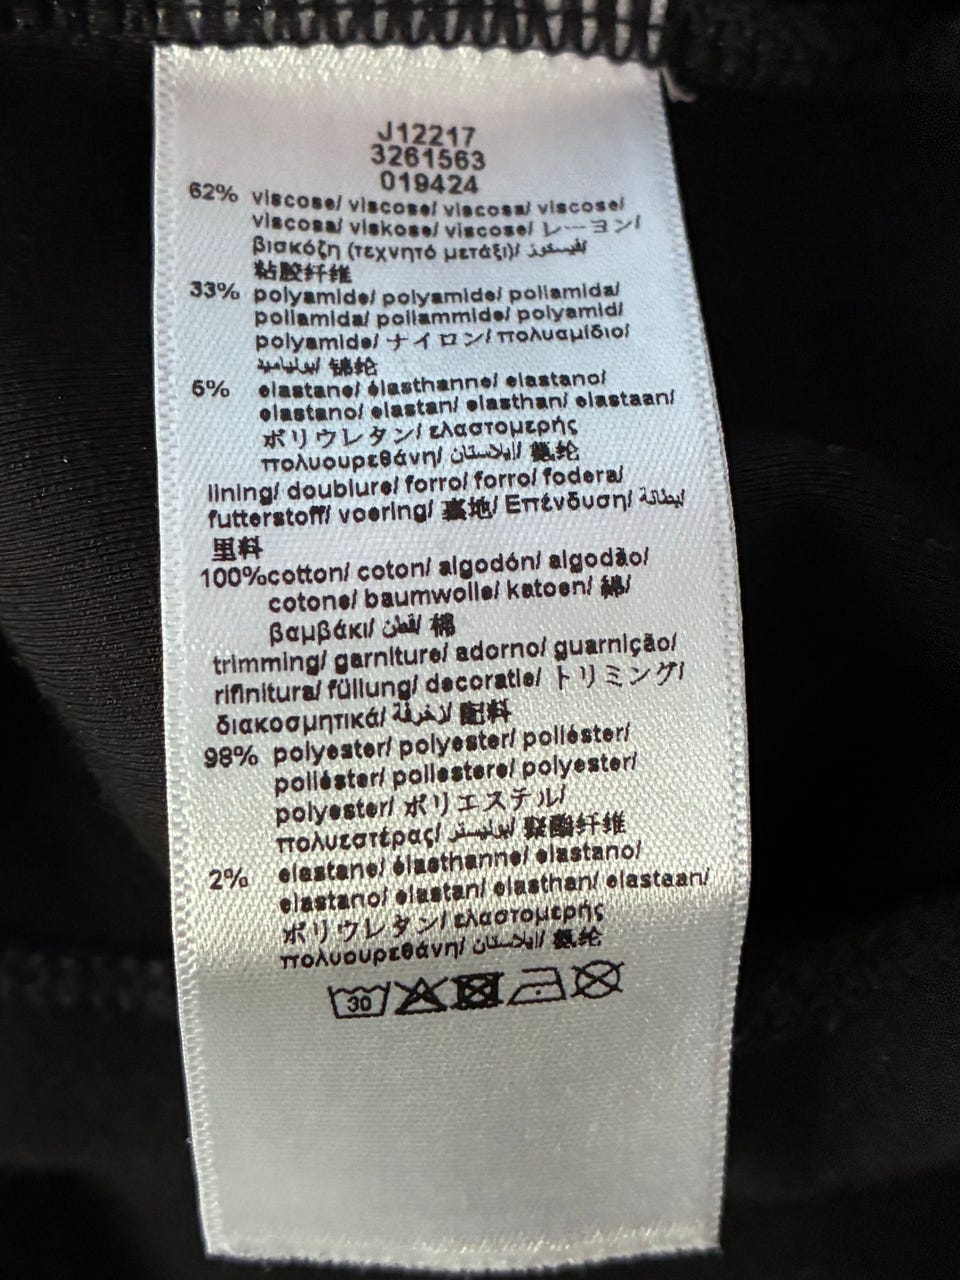 J12217
3261563
019424
62% viscose/ viscose/ viscosa/ viscose/
viscosa/ viskose/ viscose/ レーヨン/
βισκόζη (τεχνητό μετάξι)/ فيسكوز/
粘胶纤维
33% polyamide/ polyamide/ poliamida/
poliamida/ poliammide/ polyamid/
polyamide/ ナイロン/ πολυαμίδιο/
بولياميد/ 锦纶
5% elastane/ élasthanne/ elastano/
elastano/ elastan/ elasthan/ elastaan/
ポリウレタン/ ελαστομερής
πολυουρεθάνη/ إيلاستان/ 氨纶
lining/ doublure/ forro/ forro/ fodera/
futterstoff/ voering/ 裏地/ Επένδυση/ بطانة/
里料
100% cotton/ coton/ algodón/ algodão/
cotone/ baumwolle/ katoen/ 綿/
βαμβάκι/ قطن/ 棉
trimming/ garniture/ adorno/ guarnição/
rifinitura/ füllung/ decoratie/ トリミング/
διακοσμητικά/ لأخرفة/ 配料
98% polyester/ polyester/ poliéster/
poliéster/ poliestere/ polyester/
polyester/ ポリエステル/
πολυεστέρας/ بوليستر/ 聚酯纤维
2% elastane/ élasthanne/ elastano/
elastano/ elastan/ elasthan/ elastaan/
ポリウレタン/ ελαστομερής
πολυουρεθάνη/ إيلاستان/ 氨纶
30